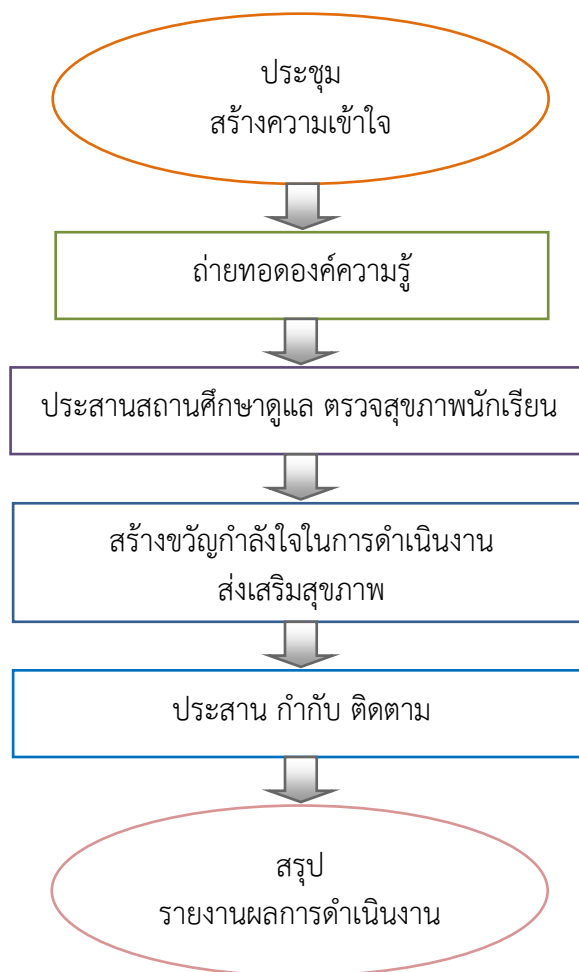 ประชุม
สร้างความเข้าใจ
ถ่ายทอดองค์ความรู้
ประสานสถานศึกษาดูแล ตรวจสุขภาพนักเรียน
สร้างขวัญกำลังใจในการดำเนินงาน
ส่งเสริมสุขภาพ
ประสาน กำกับ ติดตาม
สรุป
รายงานผลการดำเนินงาน